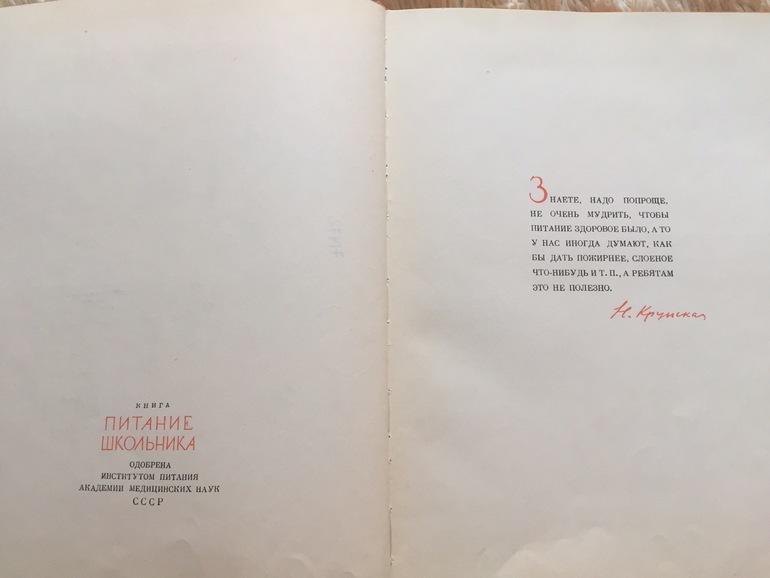 КНИГА
ПИТАНИЕ
ШКОЛЬНИКА
ОДОБРЕНА
ИНСТИТУТОМ ПИТАНИЯ
АКАДЕМИИ МЕДИЦИНСКИХ НАУК
СССР
ЗНАЕТЕ, НАДО ПОПРОЩЕ,
НЕ ОЧЕНЬ МУДРИТЬ, ЧТОБЫ
ПИТАНИЕ ЗДОРОВОЕ БЫЛО, А ТО
У НАС ИНОГДА ДУМАЮТ, КАК
БЫ ДАТЬ ПОЖИРНЕЕ, СЛОЕНОЕ
ЧТО-НИБУДЬ И Т. П., А РЕБЯТАМ
ЭТО НЕ ПОЛЕЗНО.
Н. Крупская